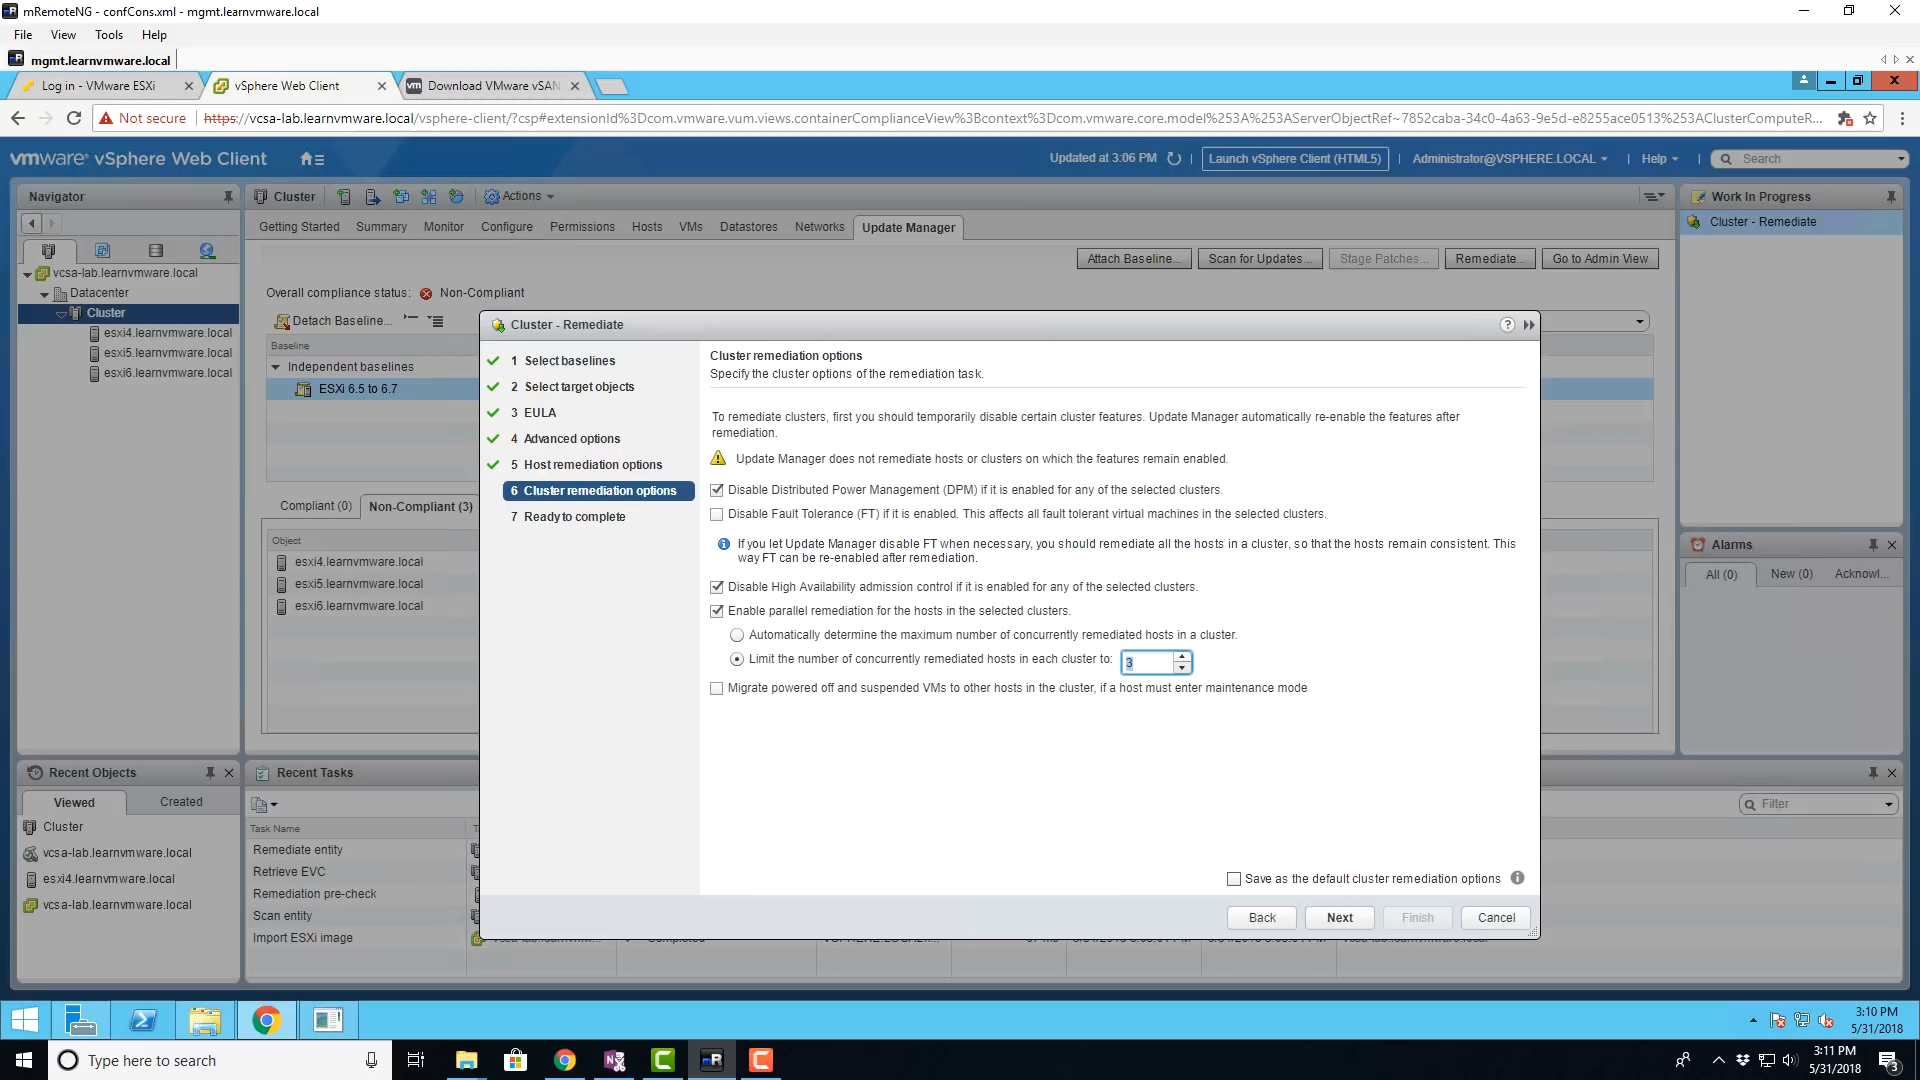 mRemoteNG - confCons.xml - mgmt.learnvmware.local
File View Tools Help
mgmt.learnvmware.local
Log in - VMware ESXi
vSphere Web Client
Download VMware vSAN
Not secure https://vcsa-lab.learnvmware.local/vsphere-client/?csp#extensionId%3Dcom.vmware.vum.views.containerComplianceView%3Bcontext%3Dcom.vmware.core.model%253A%253AServerObjectRef~7852caba-34c0-4a63-9e5d-e8255ace0513%253AClusterComputeR...
vmware vSphere Web Client
Updated at 3:06 PM
Launch vSphere Client (HTML5)
Administrator@VSPHERE.LOCAL
Help
Search
Navigator
vcsa-lab.learnvmware.local
Datacenter
Cluster
esxi4.learnvmware.local
esxi5.learnvmware.local
esxi6.learnvmware.local
Cluster
Actions
Getting Started Summary Monitor Configure Permissions Hosts VMs Datastores Networks Update Manager
Attach Baseline... Scan for Updates... Stage Patches... Remediate... Go to Admin View
Overall compliance status: Non-Compliant
Detach Baseline...
Baseline
Independent baselines
ESXi 6.5 to 6.7
Compliant (0) Non-Compliant (3)
Object
esxi4.learnvmware.local
esxi5.learnvmware.local
esxi6.learnvmware.local
Cluster - Remediate
1 Select baselines
2 Select target objects
3 EULA
4 Advanced options
5 Host remediation options
6 Cluster remediation options
7 Ready to complete
Cluster remediation options
Specify the cluster options of the remediation task.
To remediate clusters, first you should temporarily disable certain cluster features. Update Manager automatically re-enable the features after
remediation.
Update Manager does not remediate hosts or clusters on which the features remain enabled.
Disable Distributed Power Management (DPM) if it is enabled for any of the selected clusters.
Disable Fault Tolerance (FT) if it is enabled. This affects all fault tolerant virtual machines in the selected clusters.
If you let Update Manager disable FT when necessary, you should remediate all the hosts in a cluster, so that the hosts remain consistent. This
way FT can be re-enabled after remediation.
Disable High Availability admission control if it is enabled for any of the selected clusters.
Enable parallel remediation for the hosts in the selected clusters.
Automatically determine the maximum number of concurrently remediated hosts in a cluster.
Limit the number of concurrently remediated hosts in each cluster to: 3
Migrate powered off and suspended VMs to other hosts in the cluster, if a host must enter maintenance mode
Save as the default cluster remediation options
Back Next Finish Cancel
Work In Progress
Cluster - Remediate
Alarms
All (0) New (0) Acknowl...
Recent Objects
Viewed Created
Cluster
vcsa-lab.learnvmware.local
esxi4.learnvmware.local
vcsa-lab.learnvmware.local
Recent Tasks
Filter
Task Name
Remediate entity
Retrieve EVC
Remediation pre-check
Scan entity
Import ESXi image
3:10 PM
5/31/2018
Type here to search
3:11 PM
5/31/2018
3